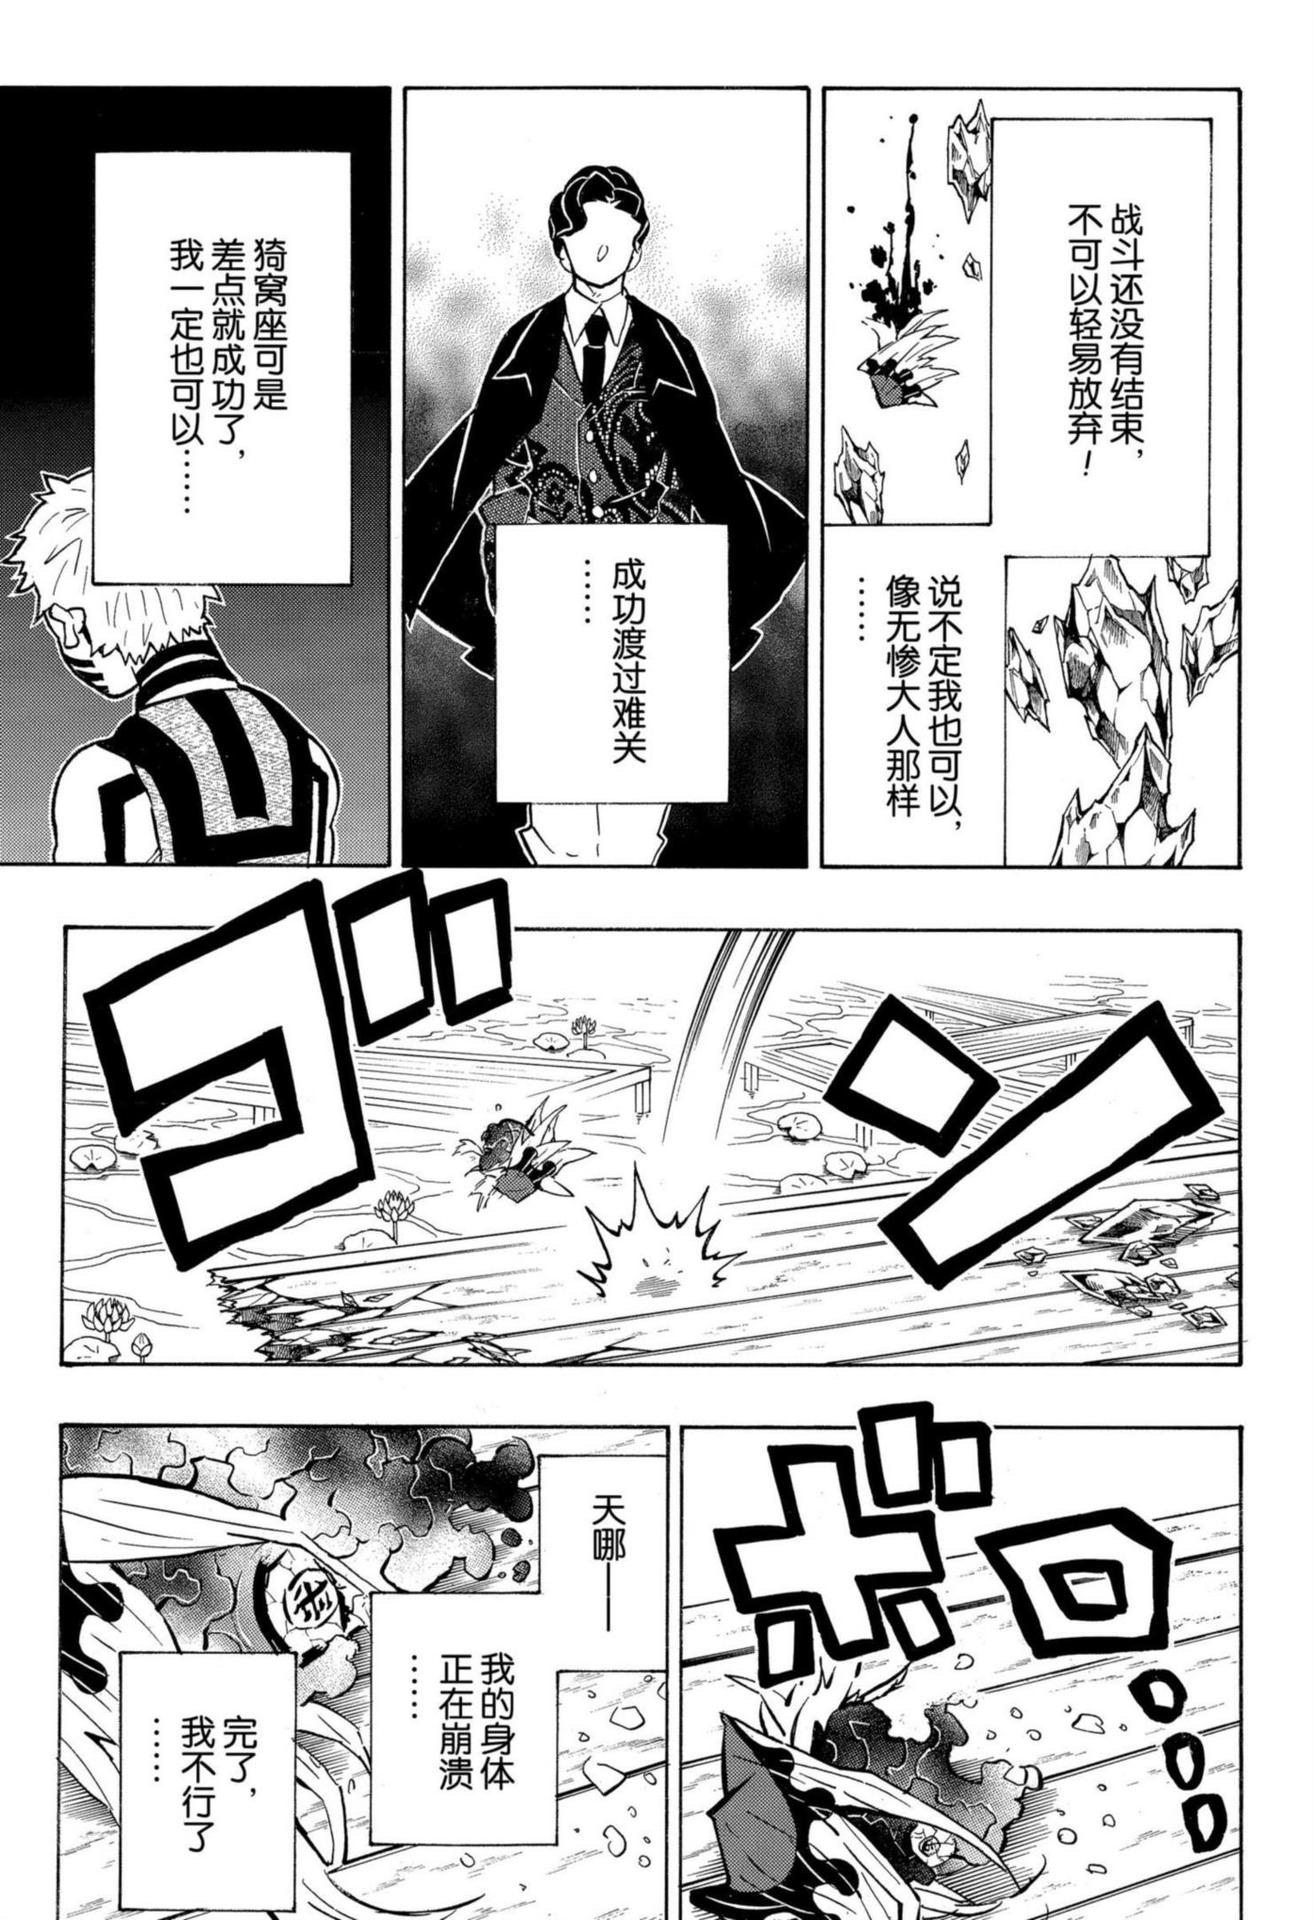 战斗还没有结束，
不可以轻易放弃！
说不定我也可以，
像无惨大人那样
……
成功渡过难关
……
猗窝座可是
差点就成功了，
我一定也可以……
ゴン
ボロ
天哪——
我的身体
正在崩溃
……
完了，
我不行了
……